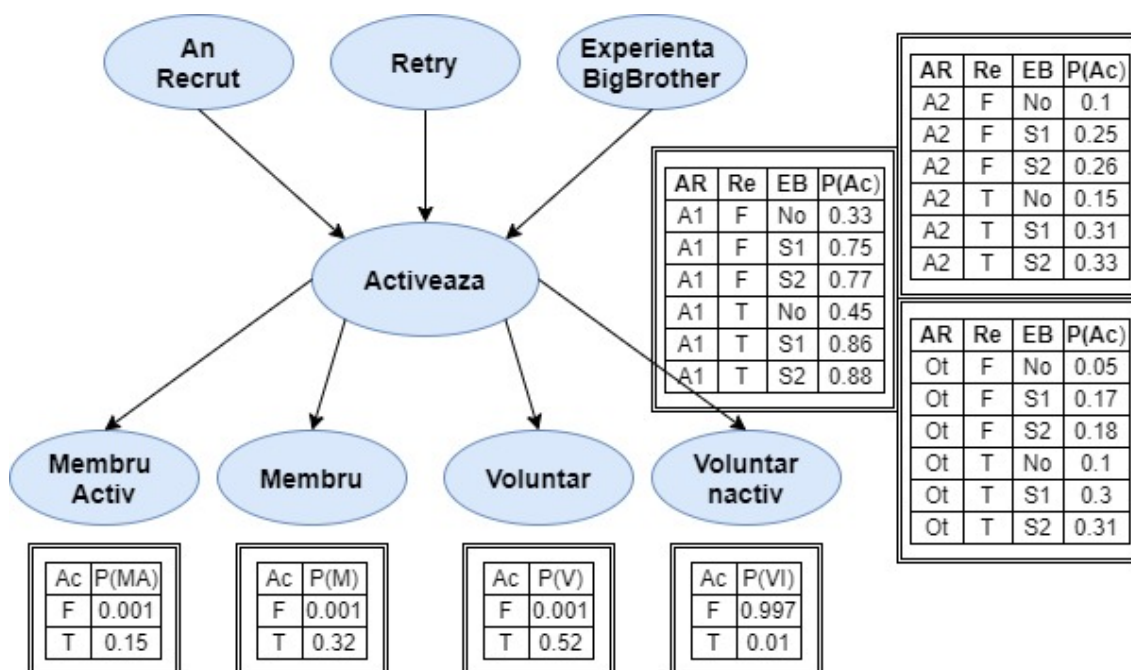 An
Recrut
Retry
Experienta
BigBrother
AR Re EB P(Ac)
A2 F No 0.1
A2 F S1 0.25
A2 F S2 0.26
A2 T No 0.15
A2 T S1 0.31
A2 T S2 0.33
AR Re EB P(Ac)
A1 F No 0.33
A1 F S1 0.75
A1 F S2 0.77
A1 T No 0.45
A1 T S1 0.86
A1 T S2 0.88
Activeaza
AR Re EB P(Ac)
Ot F No 0.05
Ot F S1 0.17
Ot F S2 0.18
Ot T No 0.1
Ot T S1 0.3
Ot T S2 0.31
Membru
Activ
Membru
Voluntar
Voluntar
nactiv
Ac P(MA)
F 0.001
T 0.15
Ac P(M)
F 0.001
T 0.32
Ac P(V)
F 0.001
T 0.52
Ac P(VI)
F 0.997
T 0.01